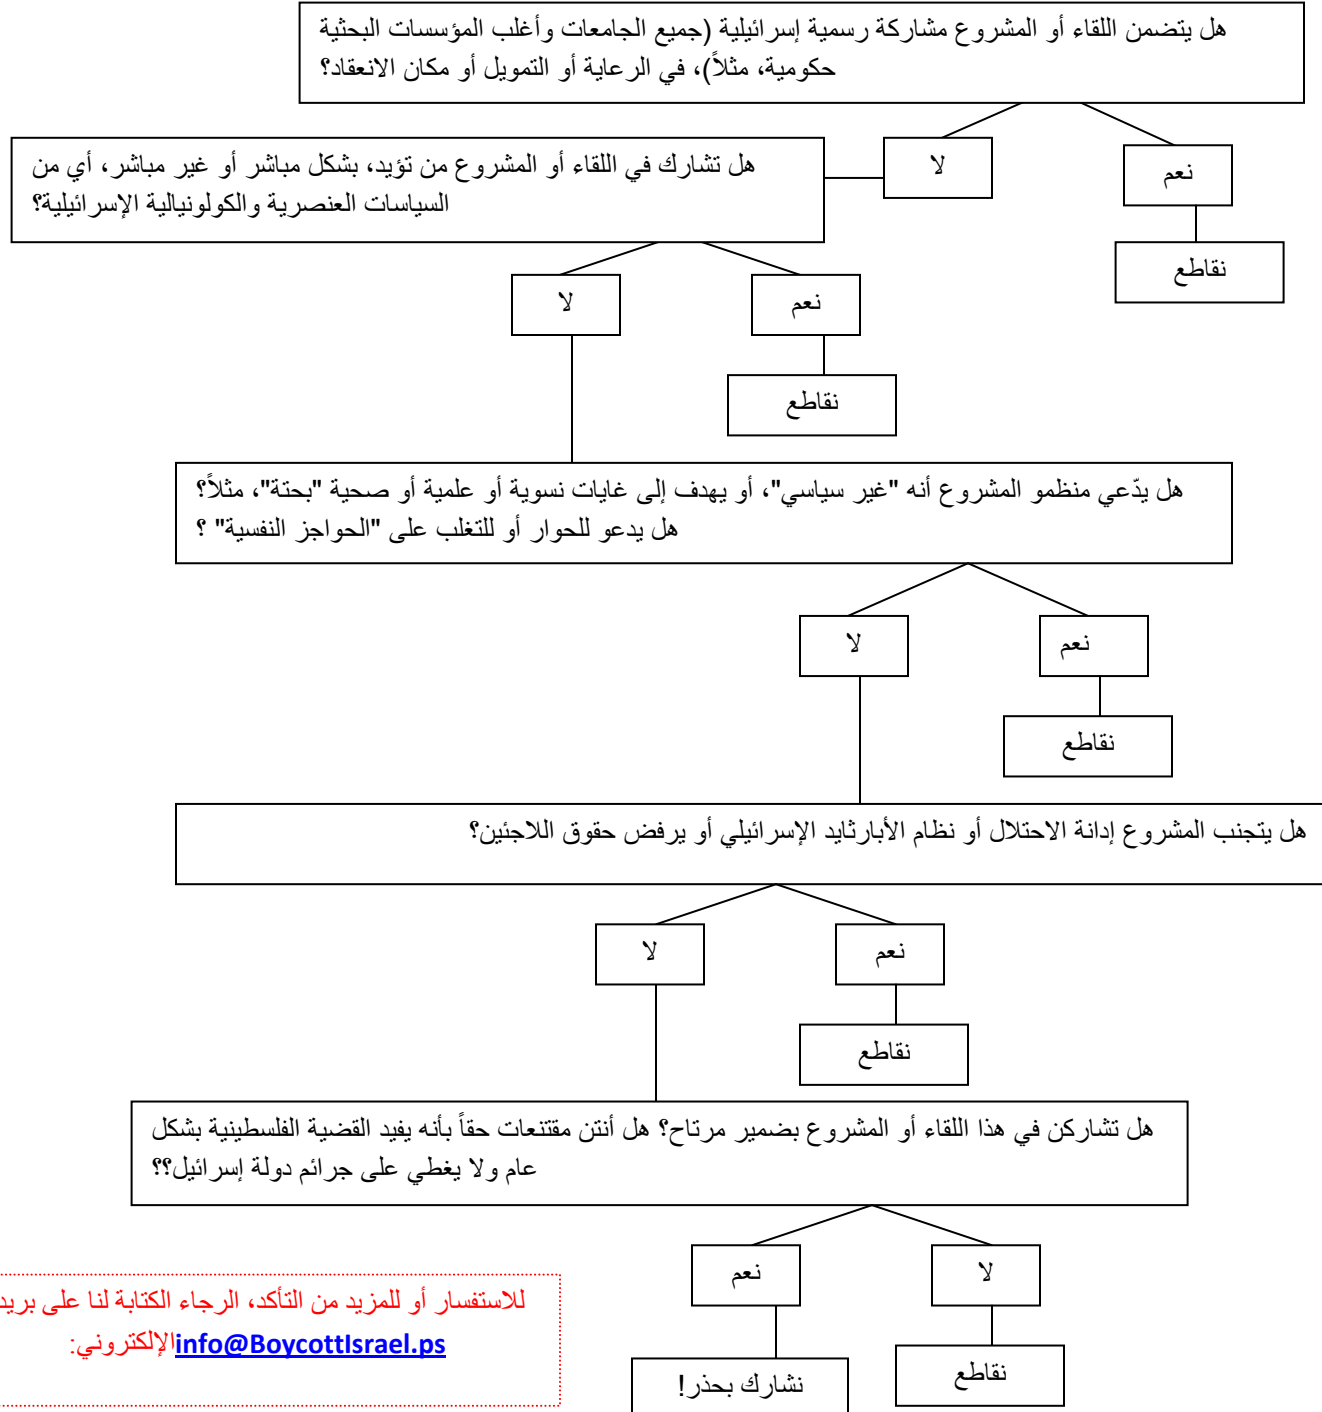 هل يتضمن اللقاء أو المشروع مشاركة رسمية إسرائيلية (جميع الجامعات وأغلب المؤسسات البحثية
حكومية، مثلاً)، في الرعاية أو التمويل أو مكان الانعقاد؟
نعم
لا
نقاطع
هل تشارك في اللقاء أو المشروع من تؤيد، بشكل مباشر أو غير مباشر، أي من
السياسات العنصرية والكولونيالية الإسرائيلية؟
نعم
لا
نقاطع
هل يدّعي منظمو المشروع أنه "غير سياسي"، أو يهدف إلى غايات نسوية أو علمية أو صحية "بحتة"، مثلاً؟
هل يدعو للحوار أو للتغلب على "الحواجز النفسية" ؟
نعم
لا
نقاطع
هل يتجنب المشروع إدانة الاحتلال أو نظام الأبارثايد الإسرائيلي أو يرفض حقوق اللاجئين؟
نعم
لا
نقاطع
هل تشاركن في هذا اللقاء أو المشروع بضمير مرتاح؟ هل أنتن مقتنعات حقاً بأنه يفيد القضية الفلسطينية بشكل
عام ولا يغطي على جرائم دولة إسرائيل؟؟
لا
نعم
نقاطع
نشارك بحذر!
للاستفسار أو للمزيد من التأكد، الرجاء الكتابة لنا على بريد
info@BoycottIsrael.ps الإلكتروني: